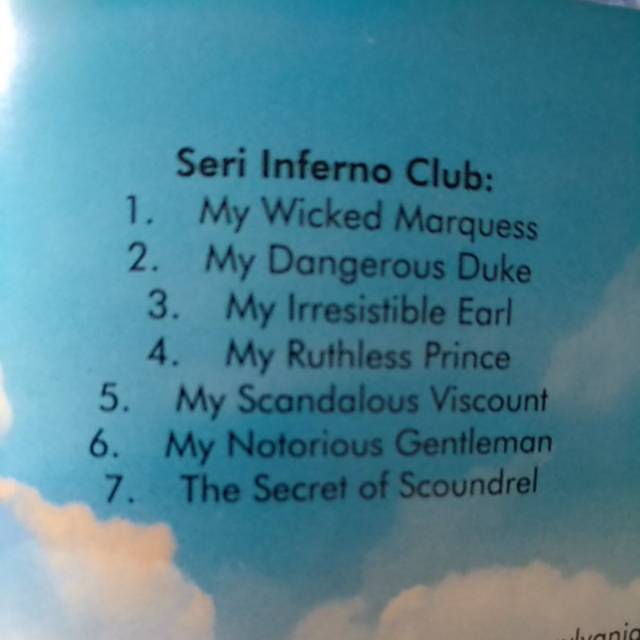 Seri Inferno Club:
1. My Wicked Marquess
2. My Dangerous Duke
3. My Irresistible Earl
4. My Ruthless Prince
5. My Scandalous Viscount
6. My Notorious Gentleman
7. The Secret of Scoundrel